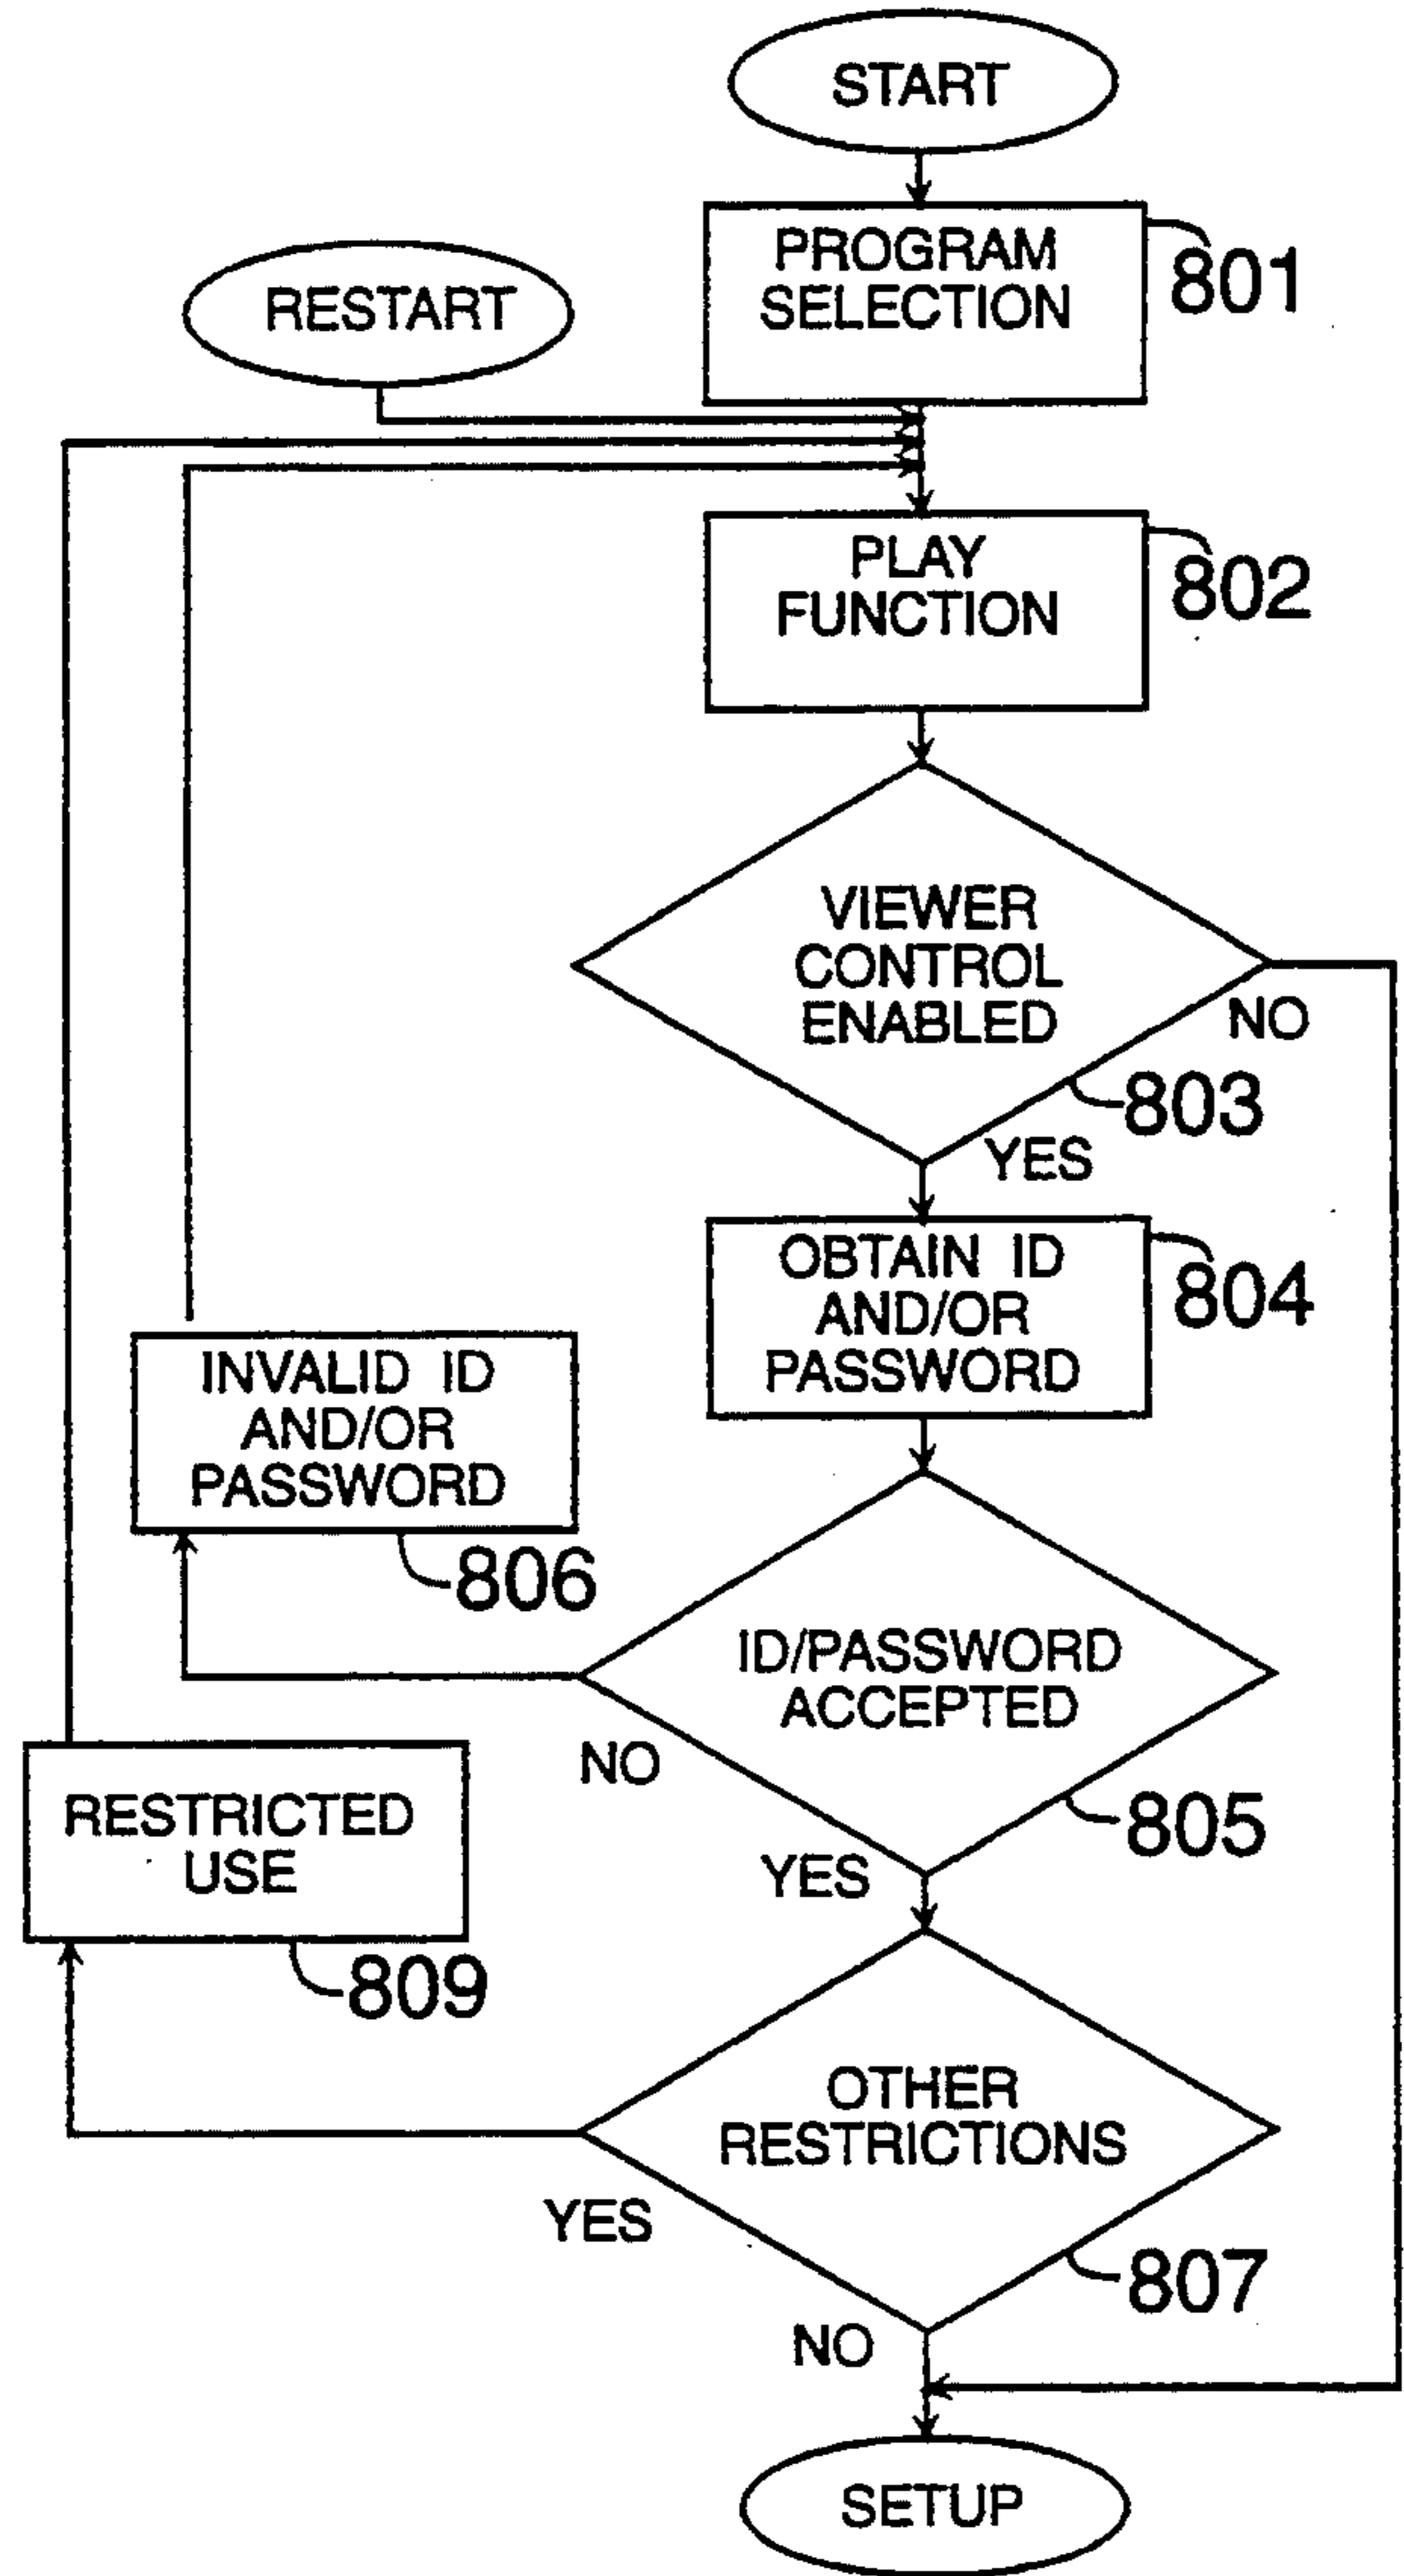 START
PROGRAM
SELECTION
801
RESTART
PLAY
FUNCTION
802
VIEWER
CONTROL
ENABLED
NO
803
YES
OBTAIN ID
AND/OR
PASSWORD
804
INVALID ID
AND/OR
PASSWORD
806
ID/PASSWORD
ACCEPTED
NO
805
YES
RESTRICTED
USE
809
OTHER
RESTRICTIONS
YES
807
NO
SETUP